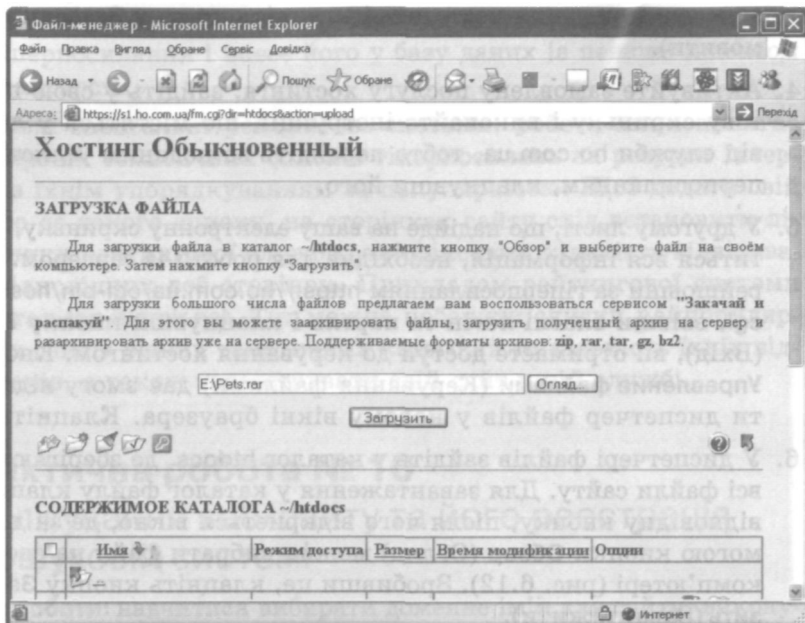 Файл-менеджер - Microsoft Internet Explorer
Файл Правка Вигляд Обране Сервіс Довідка
Назад Пошук Обране
Адреса: https://s1.ho.com.ua/fm.cgi?dir=htdocs&action=upload Перехід
Хостинг Обыкновенный
ЗАГРУЗКА ФАЙЛА
Для загрузки файла в каталог ~/htdocs, нажмите кнопку "Обзор" и выберите файл на своём
компьютере. Затем нажмите кнопку "Загрузить".
Для загрузки большого числа файлов предлагаем вам воспользоваться сервисом "Закачай и
распакуй". Для этого вы можете заархивировать файлы, загрузить полученный архив на сервер и
разархивировать архив уже на сервере. Поддерживаемые форматы архивов: zip, rar, tar, gz, bz2.
E:\Pets.rar Огляд...
Загрузить
СОДЕРЖИМОЕ КАТАЛОГА ~/htdocs
Имя Режим доступа Размер Время модификации Опции
..
Интернет